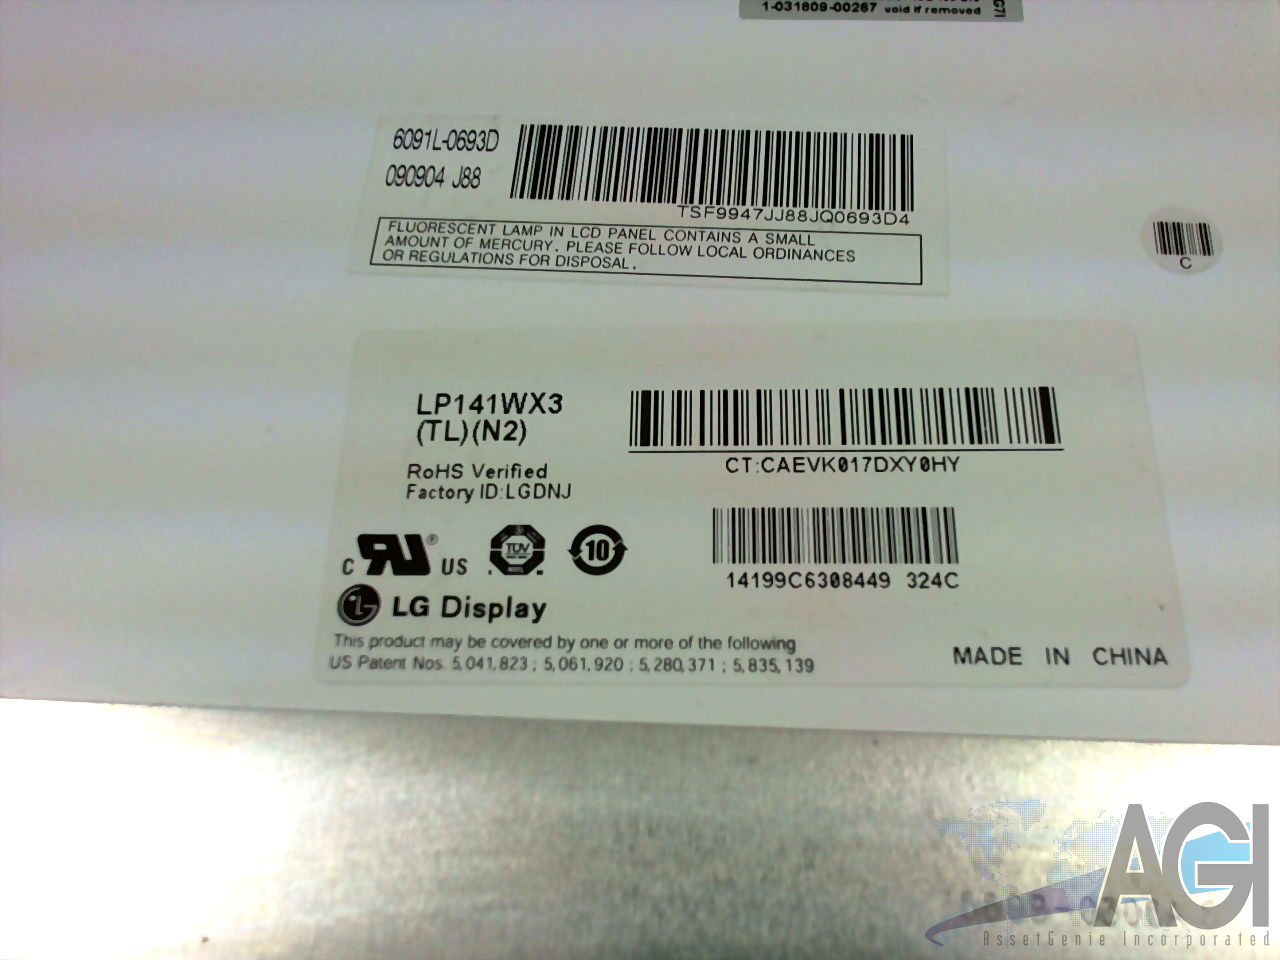 1-031609-00267 void if removed
G7I
6091L-0693D
090904 J88
TSF9947JJ88JQ0693D4
FLUORESCENT LAMP IN LCD PANEL CONTAINS A SMALL
AMOUNT OF MERCURY. PLEASE FOLLOW LOCAL ORDINANCES
OR REGULATIONS FOR DISPOSAL.
C
LP141WX3
(TL)(N2)
CT:CAEVK017DXY0HY
RoHS Verified
Factory ID:LGDNJ
C RU ® US
TUV
10
14199C6308449 324C
LG Display
This product may be covered by one or more of the following
US Patent Nos. 5,041,823 ; 5,061,920 ; 5,280,371 ; 5,835,139
MADE IN CHINA
AGI
AssetGenie Incorporated